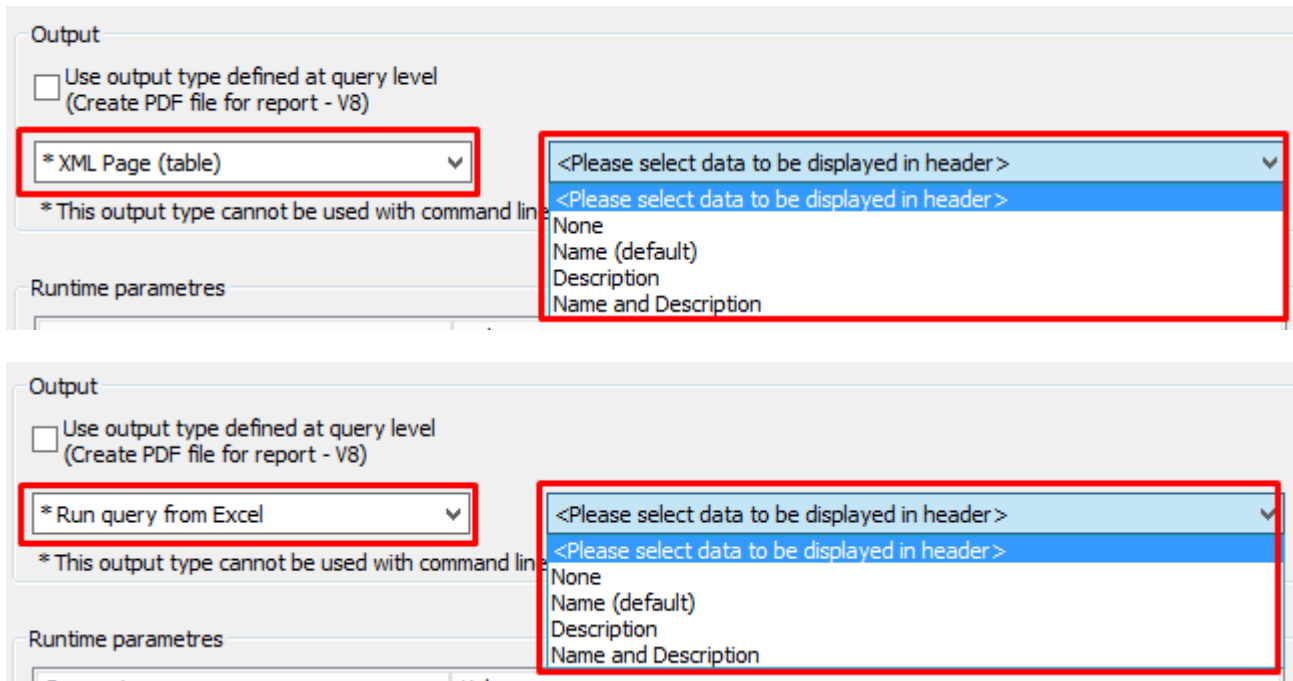 Output
Use output type defined at query level
(Create PDF file for report - V8)
* XML Page (table)
<Please select data to be displayed in header>
* This output type cannot be used with command line
<Please select data to be displayed in header>
None
Name (default)
Description
Name and Description
Runtime parametres
Output
Use output type defined at query level
(Create PDF file for report - V8)
* Run query from Excel
<Please select data to be displayed in header>
* This output type cannot be used with command lin
<Please select data to be displayed in header>
None
Name (default)
Description
Name and Description
Runtime parametres